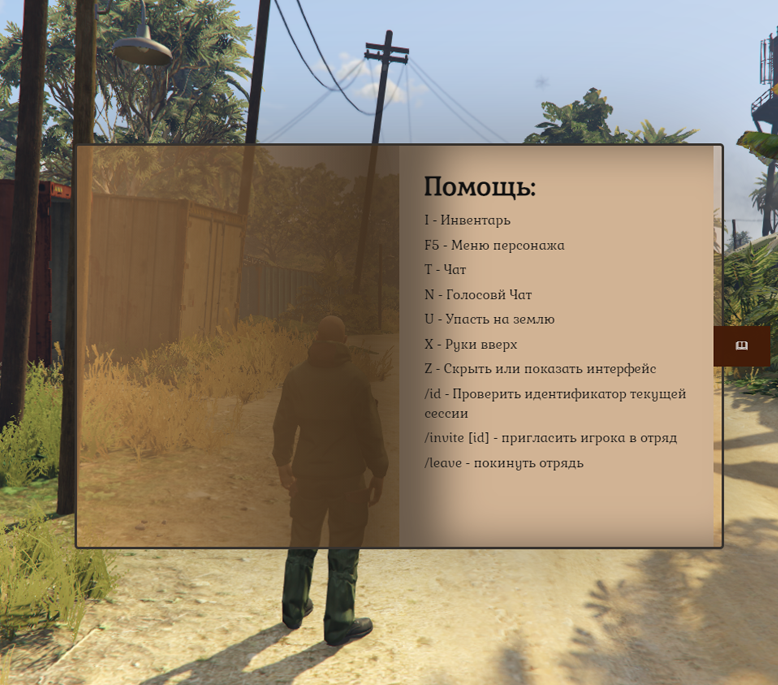 Помощь:
I - Инвентарь
F5 - Меню персонажа
T - Чат
N - Голосовй Чат
U - Упасть на землю
X - Руки вверх
Z - Скрыть или показать интерфейс
/id - Проверить идентификатор текущей
сессии
/invite [id] - пригласить игрока в отряд
/leave - покинуть отрядь